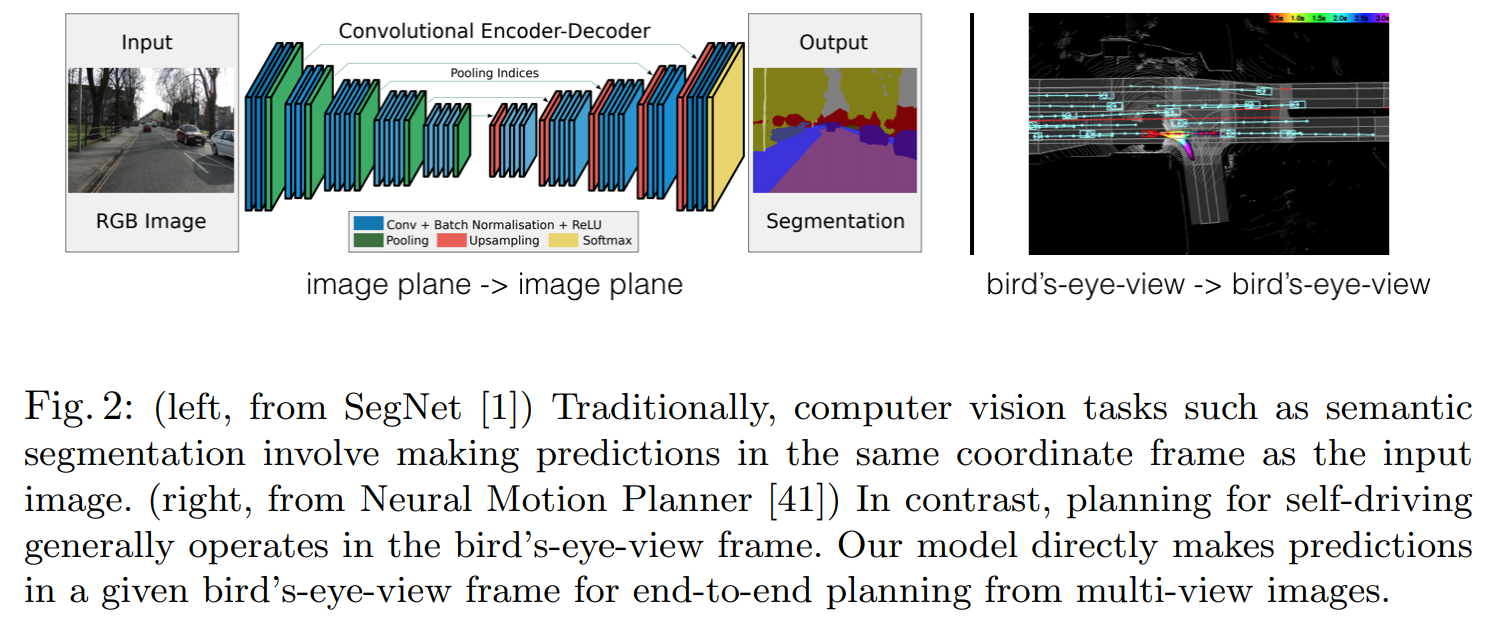 Input
RGB Image
Convolutional Encoder-Decoder
Pooling Indices
Conv + Batch Normalisation + ReLU
Pooling Upsampling Softmax
Output
Segmentation
0.5s 1.0s 1.5s 2.0s 2.5s 3.0s
image plane -> image plane
bird's-eye-view -> bird's-eye-view
Fig. 2: (left, from SegNet [1]) Traditionally, computer vision tasks such as semantic
segmentation involve making predictions in the same coordinate frame as the input
image. (right, from Neural Motion Planner [41]) In contrast, planning for self-driving
generally operates in the bird's-eye-view frame. Our model directly makes predictions
in a given bird's-eye-view frame for end-to-end planning from multi-view images.